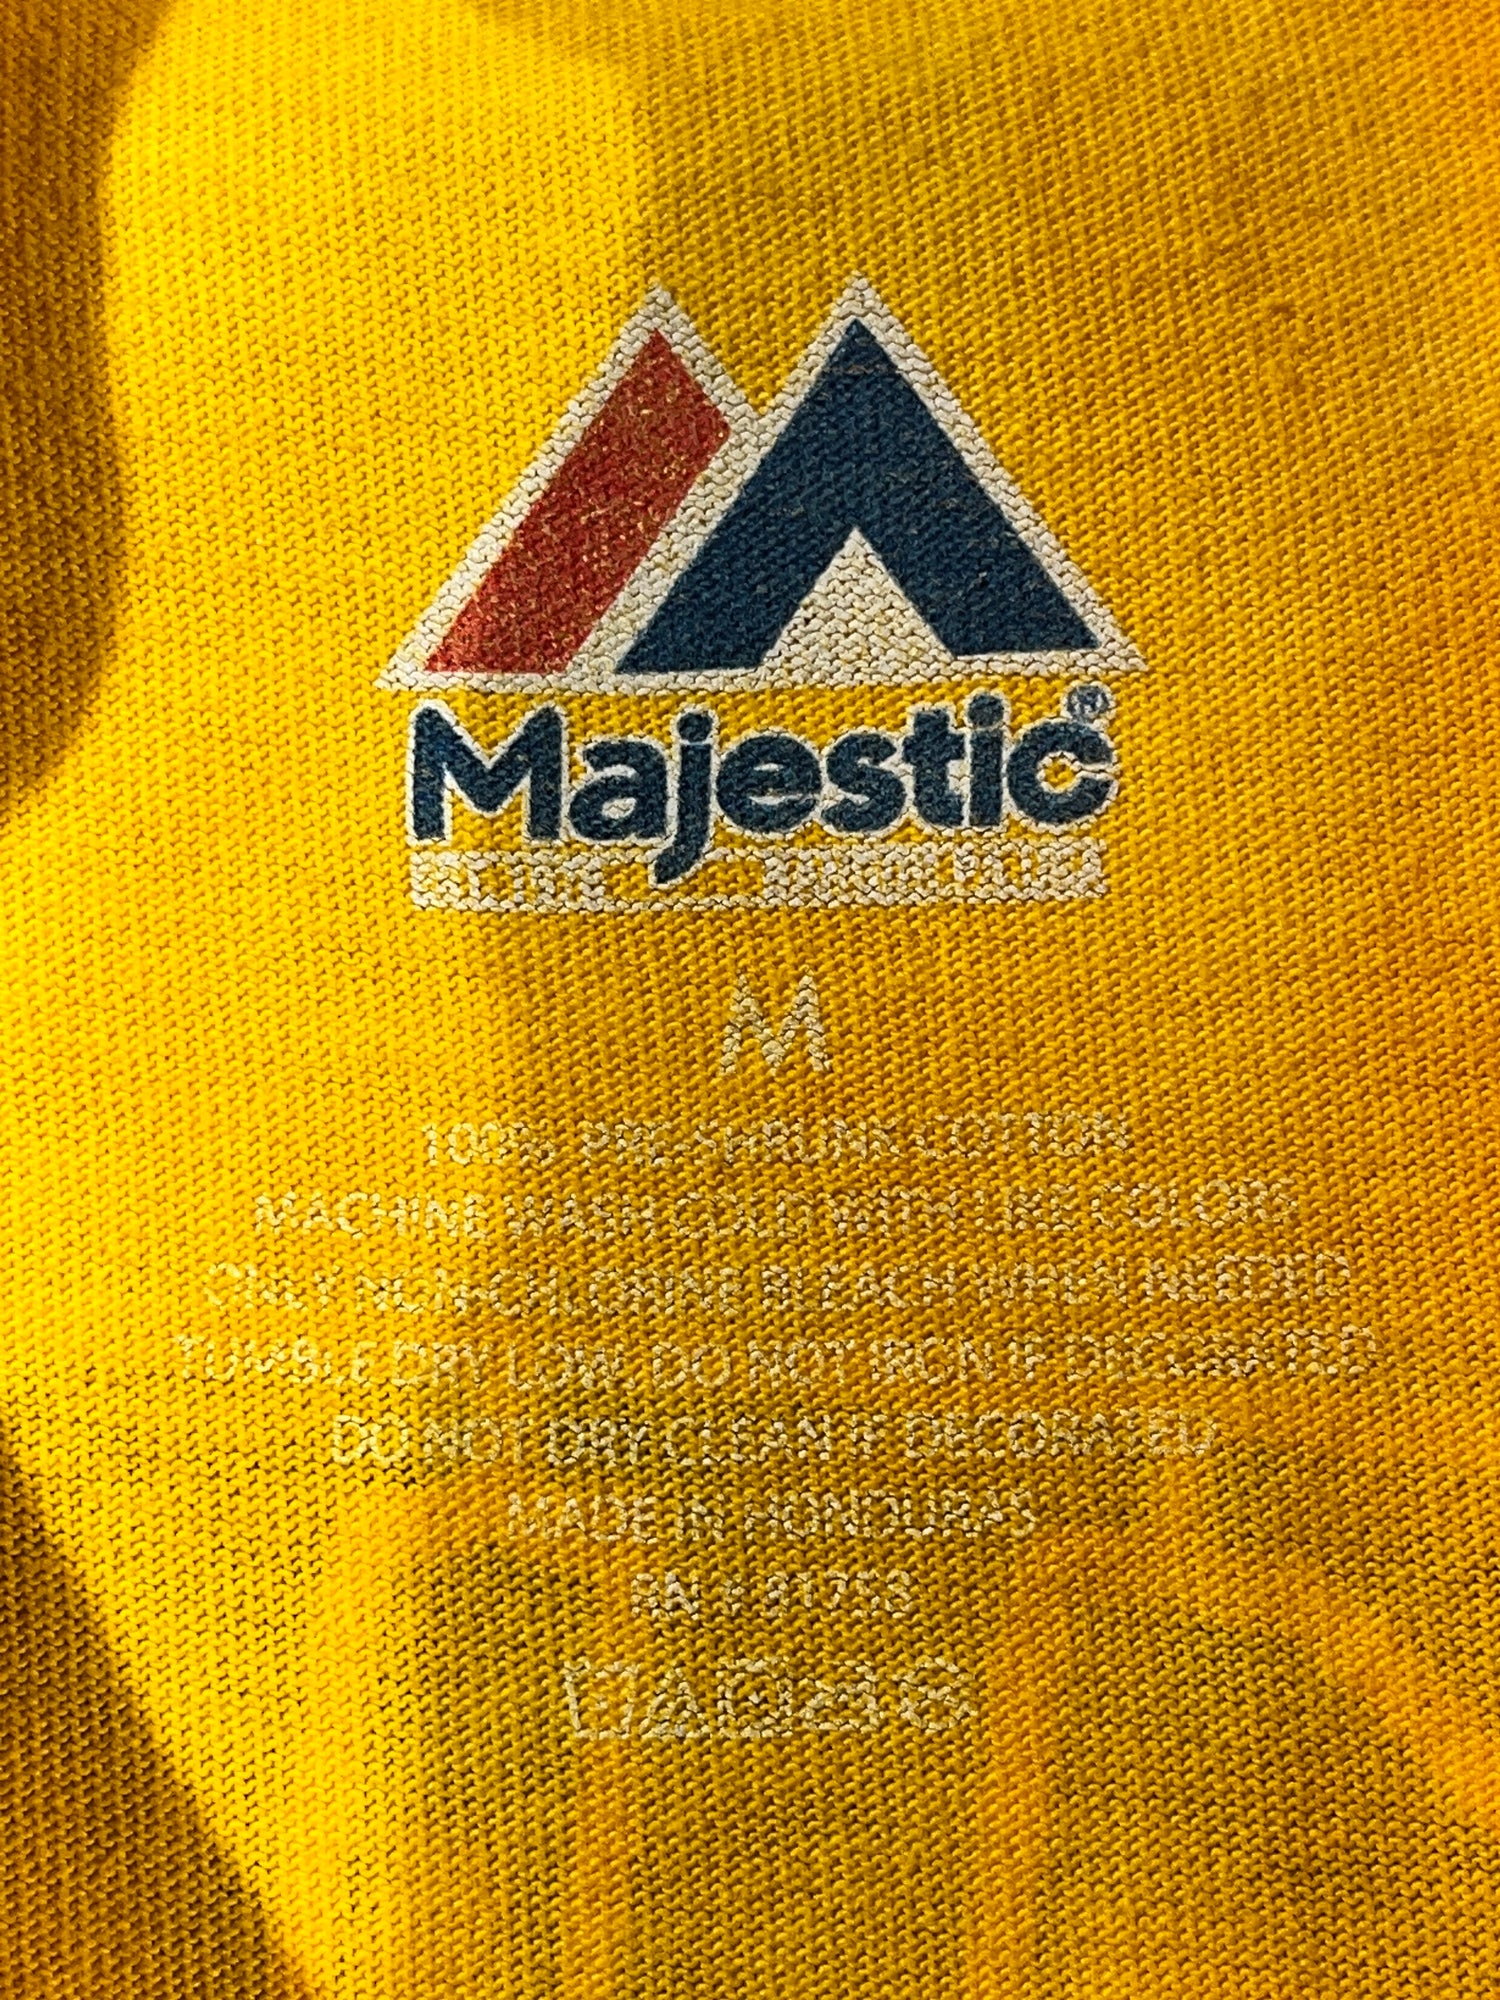 Majestic®
M
100% PRE-SHRUNK COTTON
MACHINE WASH COLD WITH LIKE COLORS
ONLY NON-CHLORINE BLEACH WHEN NEEDED
TUMBLE DRY LOW. DO NOT IRON IF DECORATED
DO NOT DRY CLEAN IF DECORATED
MADE IN HONDURAS
RN #